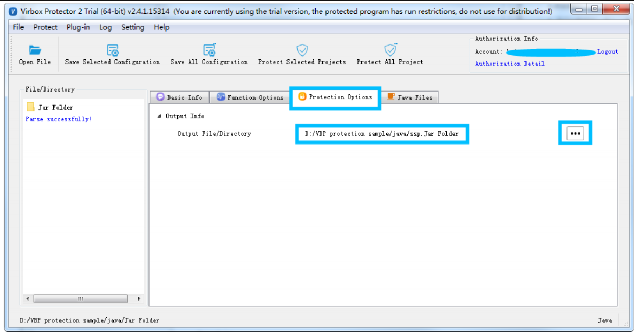 Virbox Protector 2 Trial (64-bit) v2.4.1.15314 (You are currently using the trial version, the protected program has run restrictions, do not use for distribution!)
File Protect Plug-in Log Setting Help
Authorization Info
Account: Logout
Authorization Detail
Open File Save Selected Configuration Save All Configuration Protect Selected Projects Protect All Project
File/Directory
Jar Folder
Parse successfully!
Basic Info Function Options Protection Options Java Files
Output Info
Output File/Directory D:/VBP protection sample/java/ssp.Jar Folder ...
D:/VBP protection sample/java/Jar Folder Java